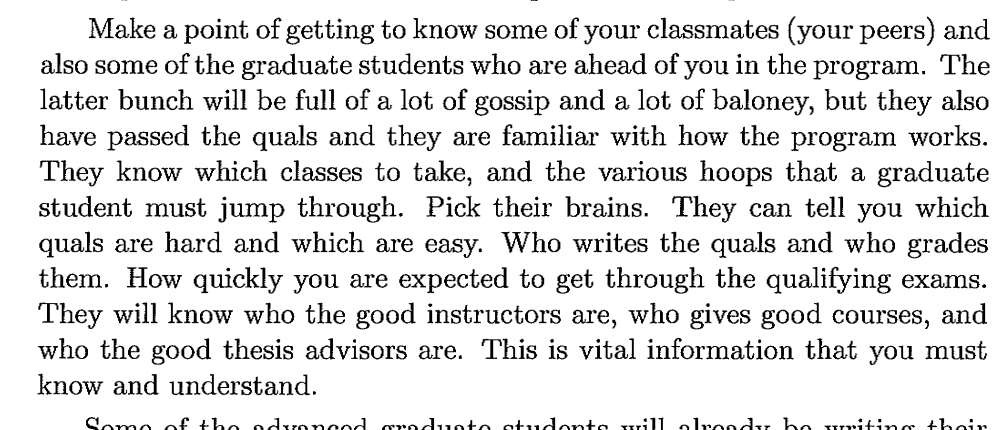 Make a point of getting to know some of your classmates (your peers) and
also some of the graduate students who are ahead of you in the program. The
latter bunch will be full of a lot of gossip and a lot of baloney, but they also
have passed the quals and they are familiar with how the program works.
They know which classes to take, and the various hoops that a graduate
student must jump through. Pick their brains. They can tell you which
quals are hard and which are easy. Who writes the quals and who grades
them. How quickly you are expected to get through the qualifying exams.
They will know who the good instructors are, who gives good courses, and
who the good thesis advisors are. This is vital information that you must
know and understand.
Some of the advanced graduate students will already be writing their